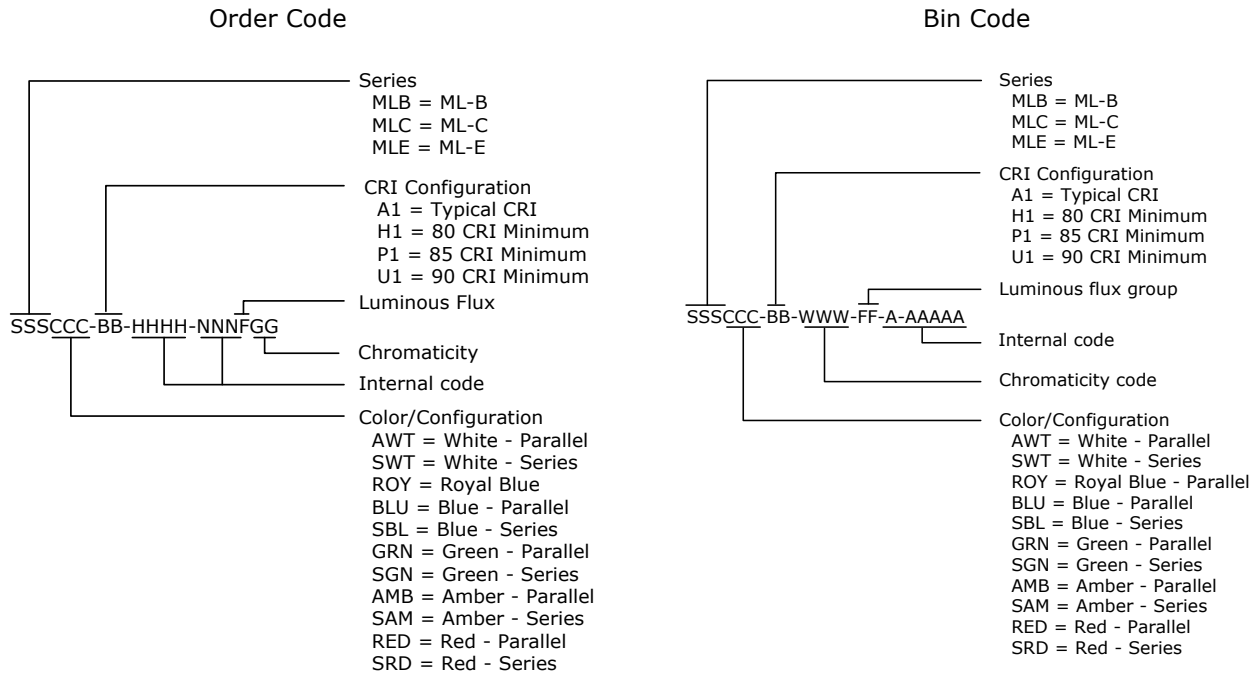 Order Code
Series
MLB = ML-B
MLC = ML-C
MLE = ML-E
CRI Configuration
A1 = Typical CRI
H1 = 80 CRI Minimum
P1 = 85 CRI Minimum
U1 = 90 CRI Minimum
Luminous Flux
SSSCCC-BB-HHHH-NNNFGG
Chromaticity
Internal code
Color/Configuration
AWT = White - Parallel
SWT = White - Series
ROY = Royal Blue
BLU = Blue - Parallel
SBL = Blue - Series
GRN = Green - Parallel
SGN = Green - Series
AMB = Amber - Parallel
SAM = Amber - Series
RED = Red - Parallel
SRD = Red - Series
Bin Code
Series
MLB = ML-B
MLC = ML-C
MLE = ML-E
CRI Configuration
A1 = Typical CRI
H1 = 80 CRI Minimum
P1 = 85 CRI Minimum
U1 = 90 CRI Minimum
Luminous flux group
SSSCCC-BB-WWW-FF-A-AAAAA
Internal code
Chromaticity code
Color/Configuration
AWT = White - Parallel
SWT = White - Series
ROY = Royal Blue - Parallel
BLU = Blue - Parallel
SBL = Blue - Series
GRN = Green - Parallel
SGN = Green - Series
AMB = Amber - Parallel
SAM = Amber - Series
RED = Red - Parallel
SRD = Red - Series